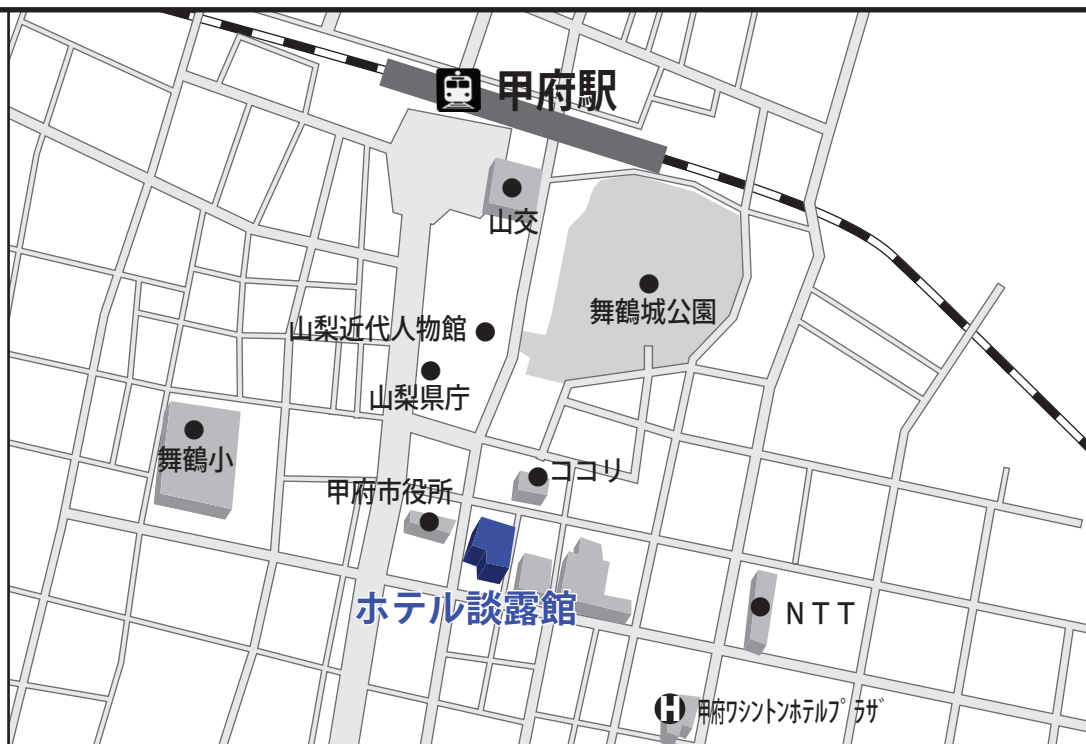 甲府駅
山交
舞鶴城公園
山梨近代人物館
山梨県庁
舞鶴小
ココリ
甲府市役所
ホテル談露館
NTT
H 甲府ワシントンホテルプラザ